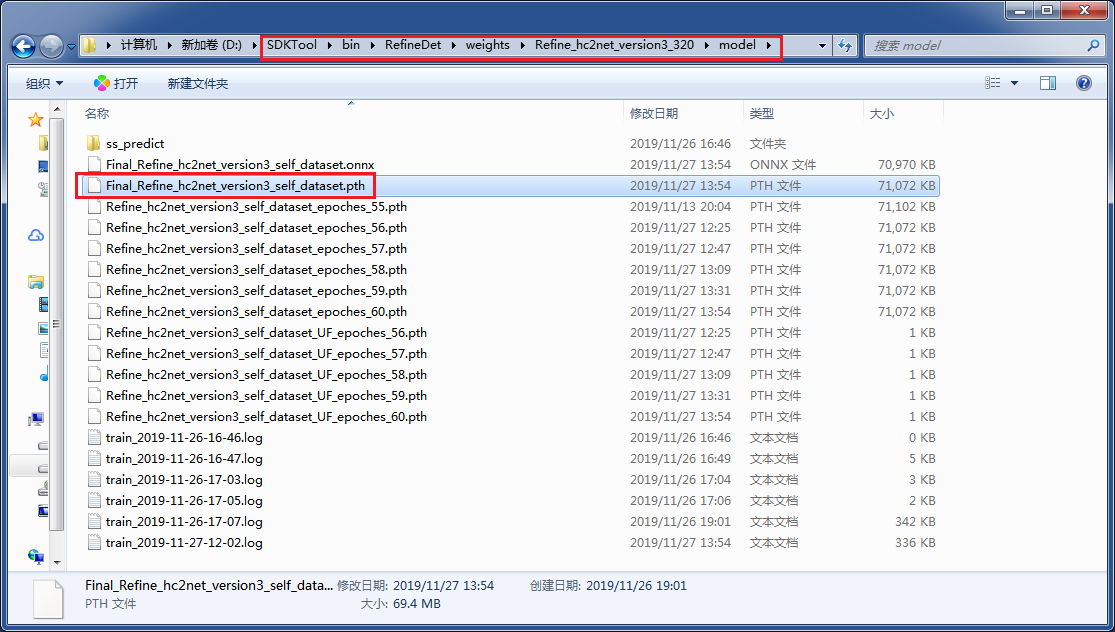 计算机 新加卷 (D:) SDKTool bin RefineDet weights Refine_hc2net_version3_320 model 搜索 model
组织 打开 新建文件夹
名称 修改日期 类型 大小
ss_predict 2019/11/26 16:46 文件夹
Final_Refine_hc2net_version3_self_dataset.onnx 2019/11/27 13:54 ONNX 文件 70,970 KB
Final_Refine_hc2net_version3_self_dataset.pth 2019/11/27 13:54 PTH 文件 71,072 KB
Refine_hc2net_version3_self_dataset_epoches_55.pth 2019/11/13 20:04 PTH 文件 71,102 KB
Refine_hc2net_version3_self_dataset_epoches_56.pth 2019/11/27 12:25 PTH 文件 71,072 KB
Refine_hc2net_version3_self_dataset_epoches_57.pth 2019/11/27 12:47 PTH 文件 71,072 KB
Refine_hc2net_version3_self_dataset_epoches_58.pth 2019/11/27 13:09 PTH 文件 71,072 KB
Refine_hc2net_version3_self_dataset_epoches_59.pth 2019/11/27 13:31 PTH 文件 71,072 KB
Refine_hc2net_version3_self_dataset_epoches_60.pth 2019/11/27 13:54 PTH 文件 71,072 KB
Refine_hc2net_version3_self_dataset_UF_epoches_56.pth 2019/11/27 12:25 PTH 文件 1 KB
Refine_hc2net_version3_self_dataset_UF_epoches_57.pth 2019/11/27 12:47 PTH 文件 1 KB
Refine_hc2net_version3_self_dataset_UF_epoches_58.pth 2019/11/27 13:09 PTH 文件 1 KB
Refine_hc2net_version3_self_dataset_UF_epoches_59.pth 2019/11/27 13:31 PTH 文件 1 KB
Refine_hc2net_version3_self_dataset_UF_epoches_60.pth 2019/11/27 13:54 PTH 文件 1 KB
train_2019-11-26-16-46.log 2019/11/26 16:46 文本文档 0 KB
train_2019-11-26-16-47.log 2019/11/26 16:49 文本文档 5 KB
train_2019-11-26-17-03.log 2019/11/26 17:04 文本文档 3 KB
train_2019-11-26-17-05.log 2019/11/26 17:06 文本文档 2 KB
train_2019-11-26-17-07.log 2019/11/26 19:01 文本文档 342 KB
train_2019-11-27-12-02.log 2019/11/27 13:54 文本文档 336 KB
Final_Refine_hc2net_version3_self_data... 修改日期: 2019/11/27 13:54 创建日期: 2019/11/26 19:01
PTH 文件 大小: 69.4 MB